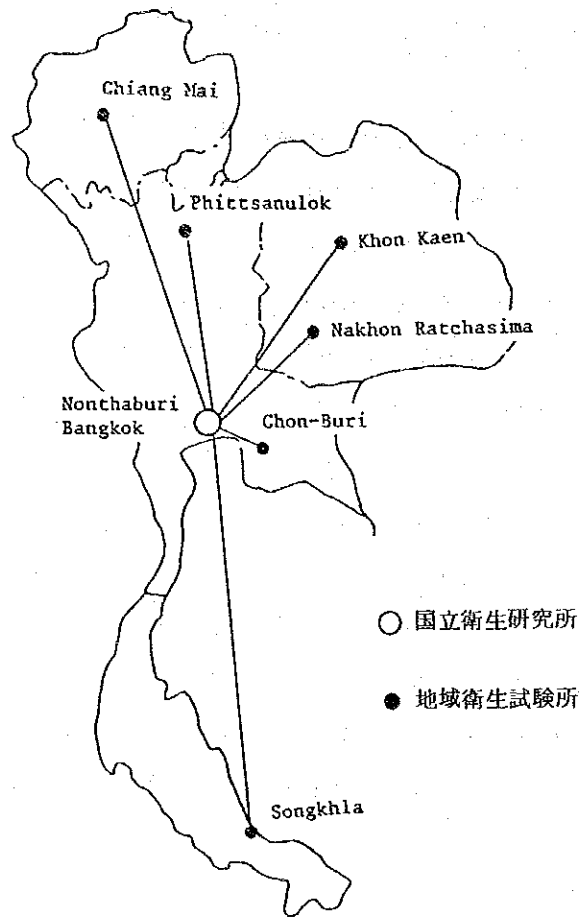 Chiang Mai
Phittsanulok
Khon Kaen
Nakhon Ratchasima
Nonthaburi
Bangkok
Chon-Buri
国立衛生研究所
地域衛生試験所
Songkhla